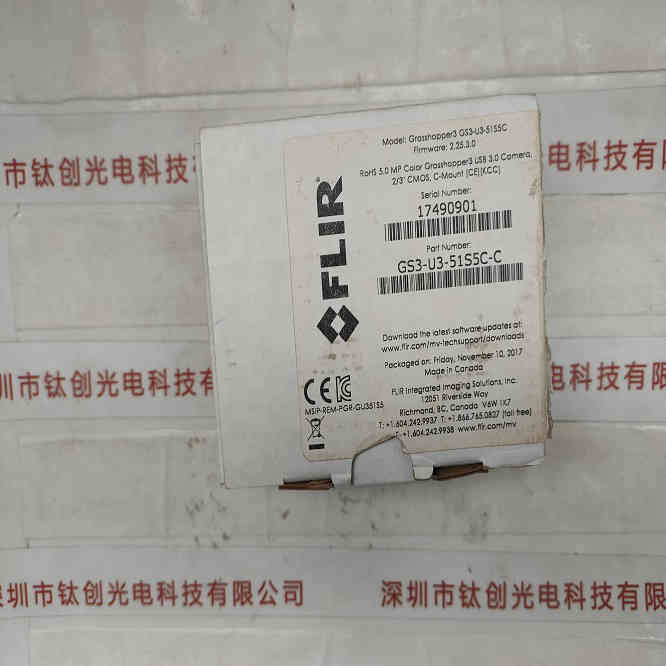 Model: Grasshopper3 GS3-U3-51S5C
Firmware: 2.25.3.0
RoHS 5.0 MP Color Grasshopper3 USB 3.0 Camera,
2/3" CMOS, C-Mount [CE][KCC]
Serial Number:
17490901
Part Number:
GS3-U3-51S5C-C
FLIR
Download the latest software updates at:
www.flir.com/mv-techsupport/downloads
Packaged on: Friday, November 10, 2017
Made in Canada
FLIR Integrated Imaging Solutions, Inc.
12051 Riverside Way
Richmond, BC, Canada V6W 1K7
T: +1.604.242.9937 T: +1.866.765.0827 (toll free)
F: +1.604.242.9938 www.flir.com/mv
CE
MSIP-REM-PGR-GU351S5
市钛创光电科技
光电科技有
圳市钛创光电科技
光电科技有
圳市钛创光电科技有限公司
深圳市钛创光电科技有限